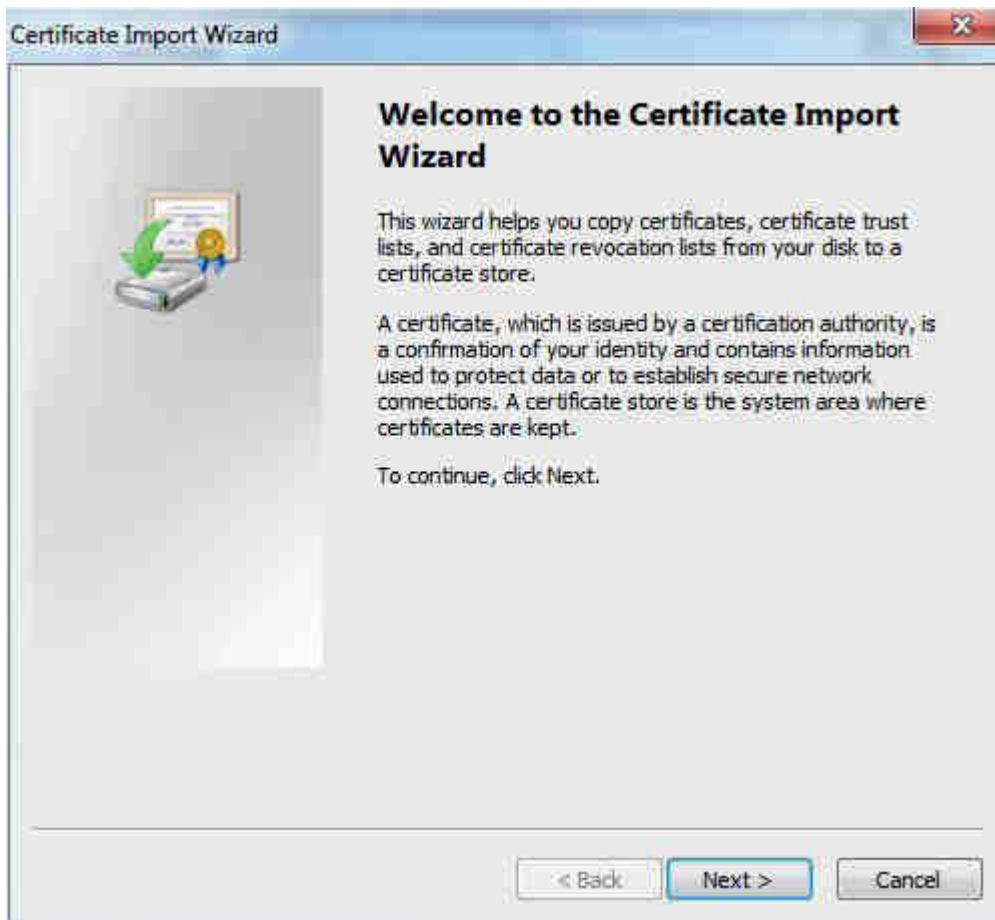 Certificate Import Wizard
Welcome to the Certificate Import
Wizard
This wizard helps you copy certificates, certificate trust
lists, and certificate revocation lists from your disk to a
certificate store.
A certificate, which is issued by a certification authority, is
a confirmation of your identity and contains information
used to protect data or to establish secure network
connections. A certificate store is the system area where
certificates are kept.
To continue, click Next.
< Back Next > Cancel